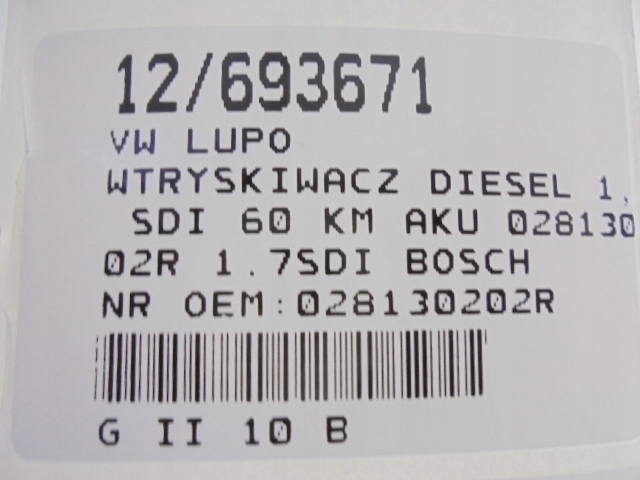 12/693671
VW LUPO
WTRYSKIWACZ DIESEL 1,
SDI 60 KM AKU 028130
02R 1.7SDI BOSCH
NR OEM:028130202R
G II 10 B